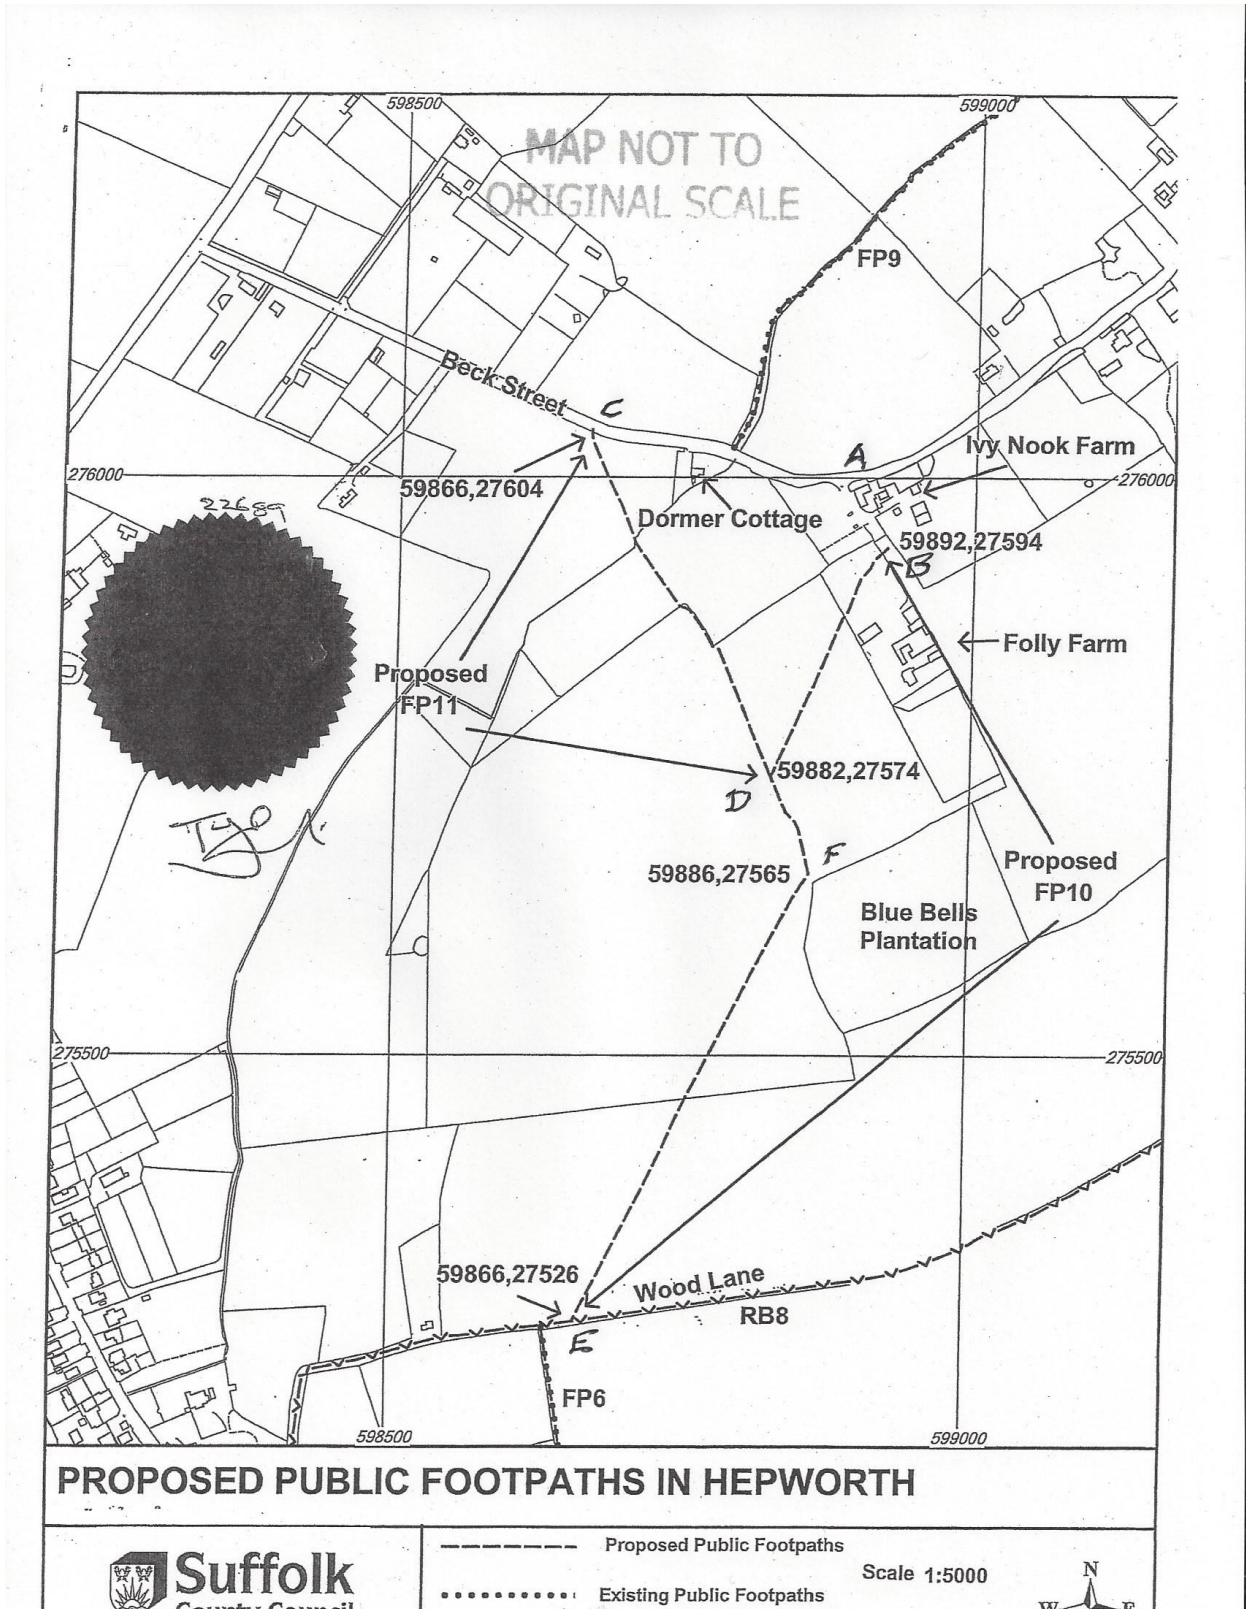 598500
599000
MAP NOT TO
ORIGINAL SCALE
FP9
Beck Street
C
A
Ivy Nook Farm
276000
276000
59866,27604
22689
Dormer Cottage
59892,27594
B
Folly Farm
Proposed
FP11
59882,27574
D
F
59886,27565
Proposed
FP10
Blue Bells
Plantation
275500
275500
59866,27526
Wood Lane
RB8
E
FP6
598500
599000
PROPOSED PUBLIC FOOTPATHS IN HEPWORTH
Suffolk
County Council
Proposed Public Footpaths
Scale 1:5000
Existing Public Footpaths
N
W
E